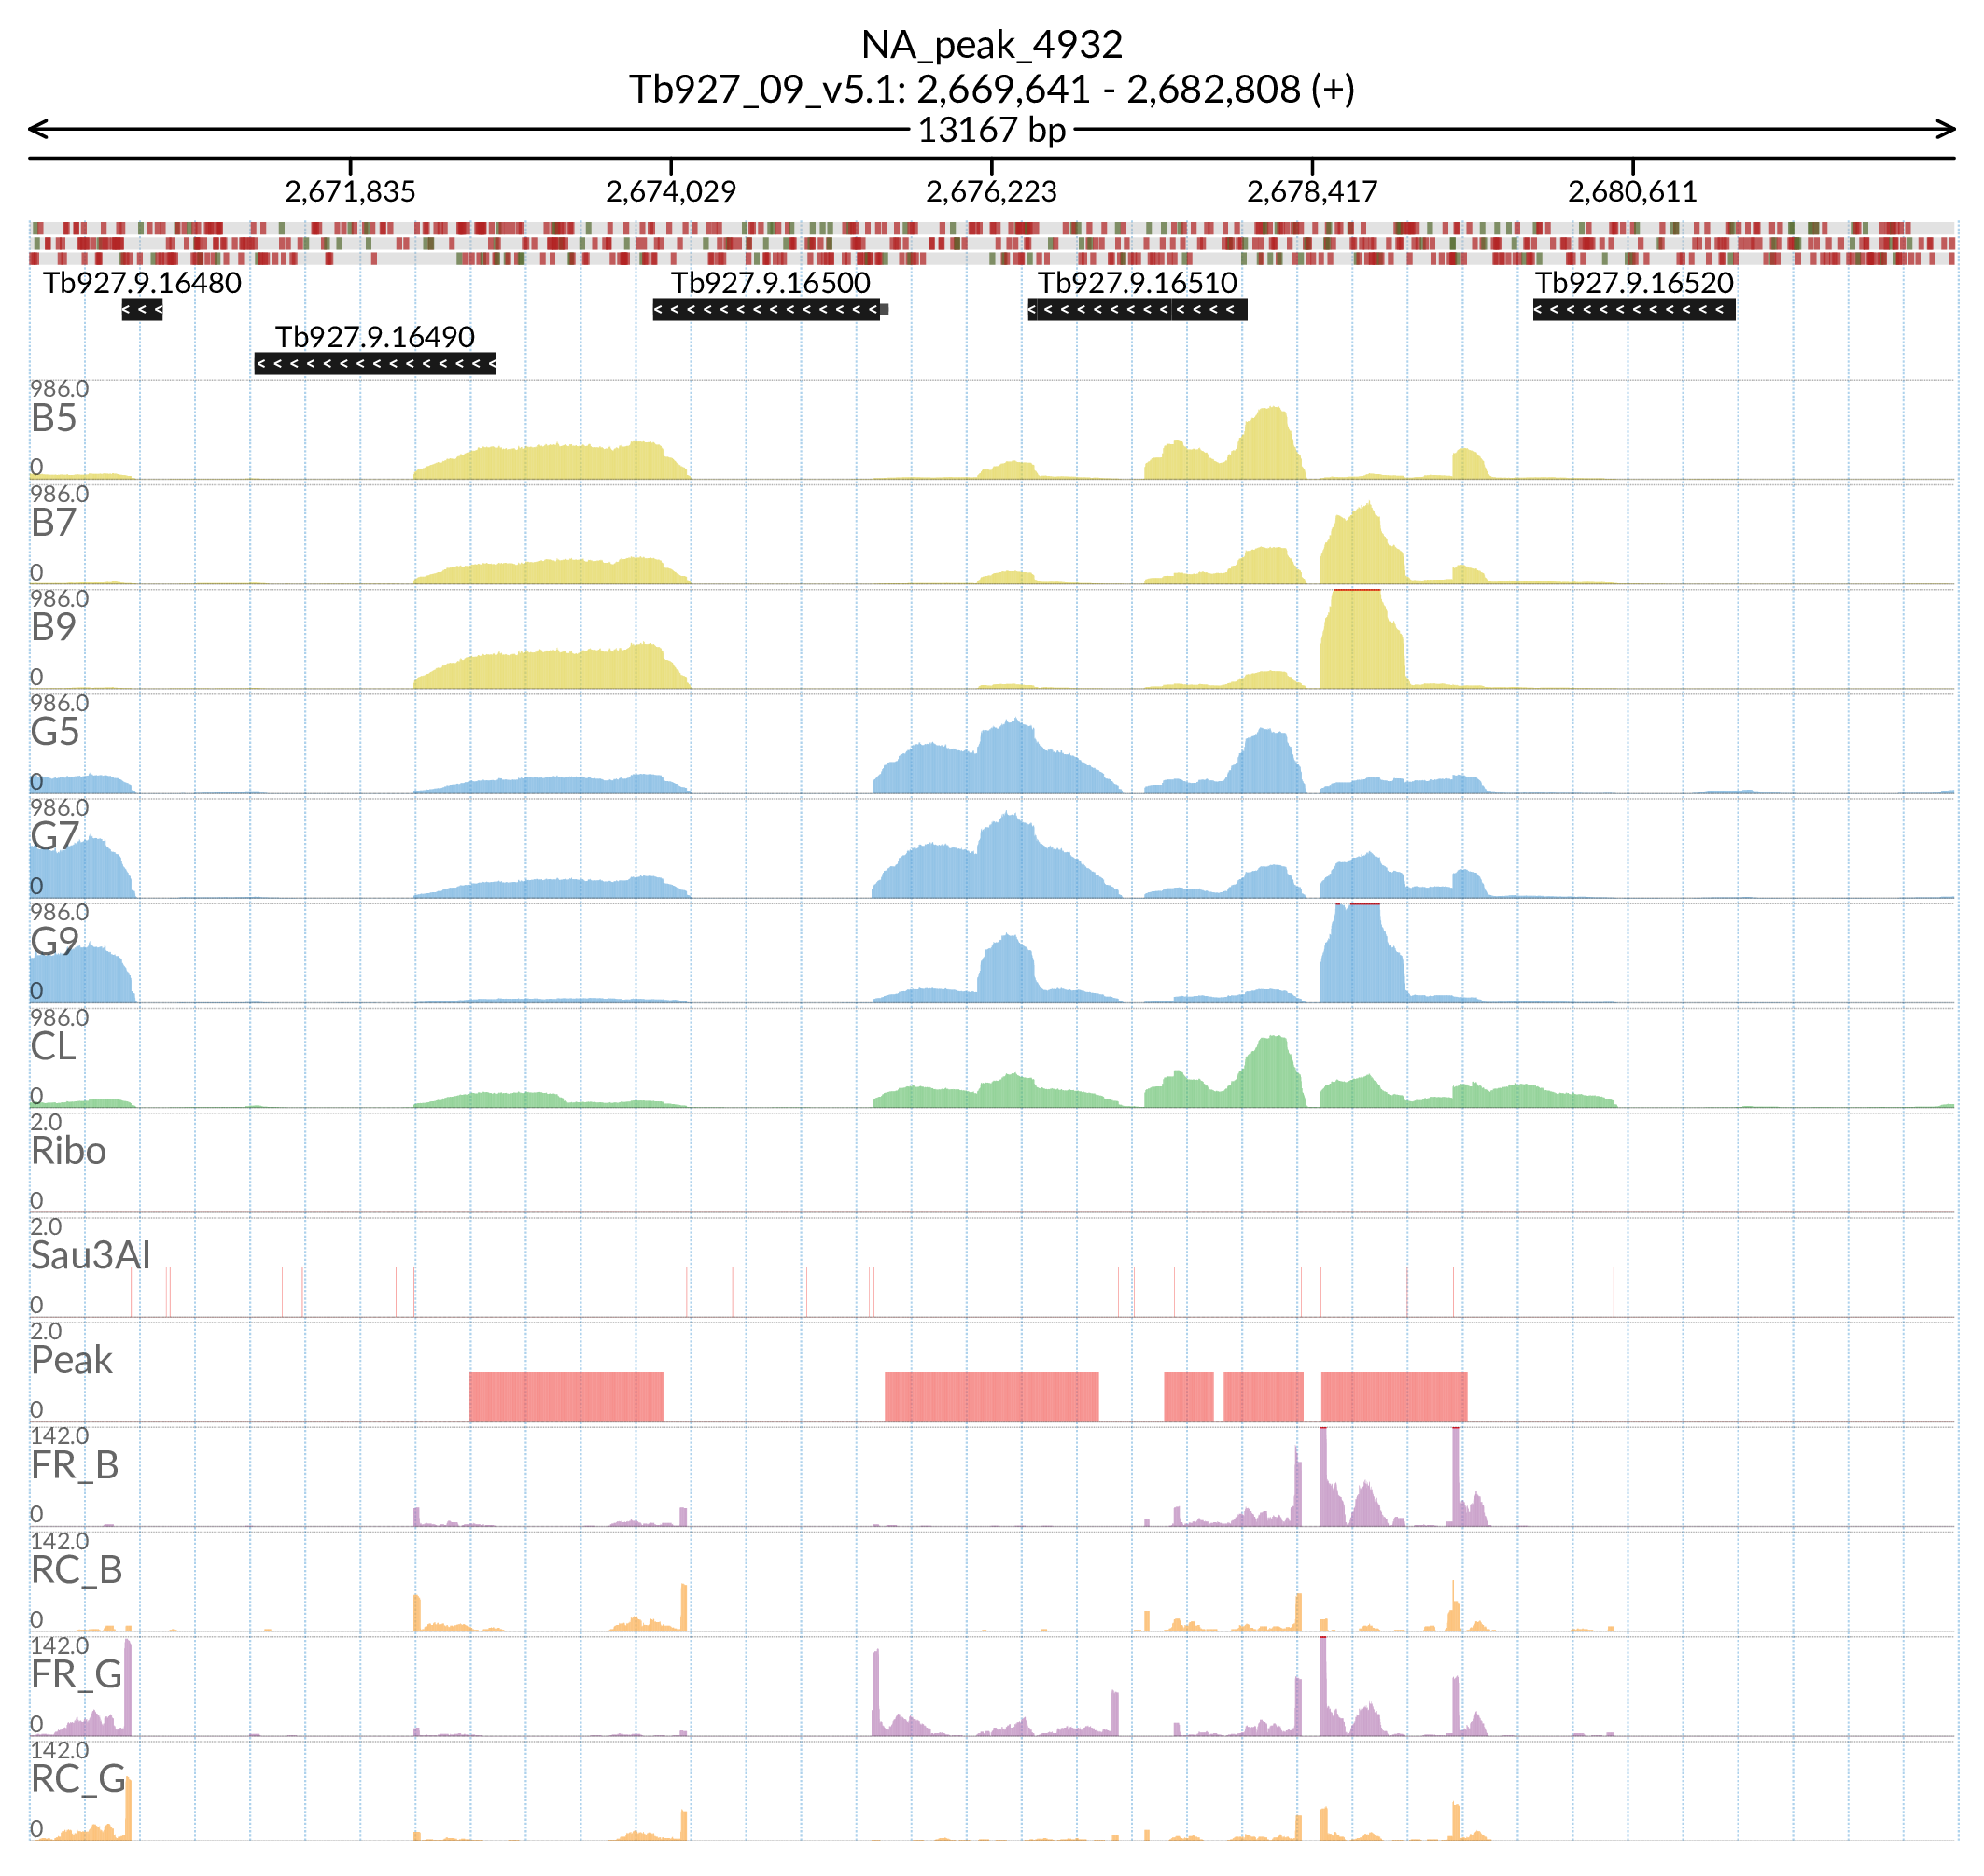 NA_peak_4932
Tb927_09_v5.1: 2,669,641 - 2,682,808 (+)
13167 bp
2,671,835 2,674,029 2,676,223 2,678,417 2,680,611
Tb927.9.16480 Tb927.9.16500 Tb927.9.16510 Tb927.9.16520
Tb927.9.16490
986.0
B5
0
986.0
B7
0
986.0
B9
0
986.0
G5
0
986.0
G7
0
986.0
G9
0
986.0
CL
0
2.0
Ribo
0
2.0
Sau3AI
0
2.0
Peak
0
142.0
FR_B
0
142.0
RC_B
0
142.0
FR_G
0
142.0
RC_G
0